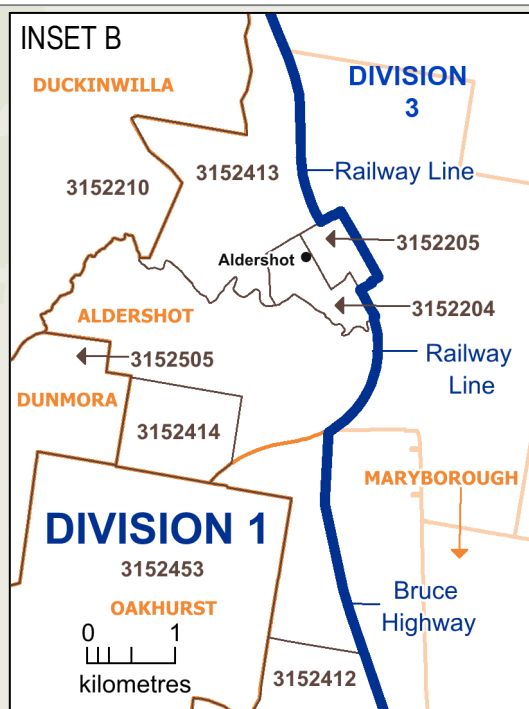 INSET B
DUCKINWILLA
DIVISION
3
3152413
Railway Line
3152210
3152205
Aldershot
3152204
ALDERSHOT
3152505
Railway
Line
DUNMORA
3152414
MARYBOROUGH
DIVISION 1
3152453
OAKHURST
Bruce
Highway
0 1
kilometres
3152412